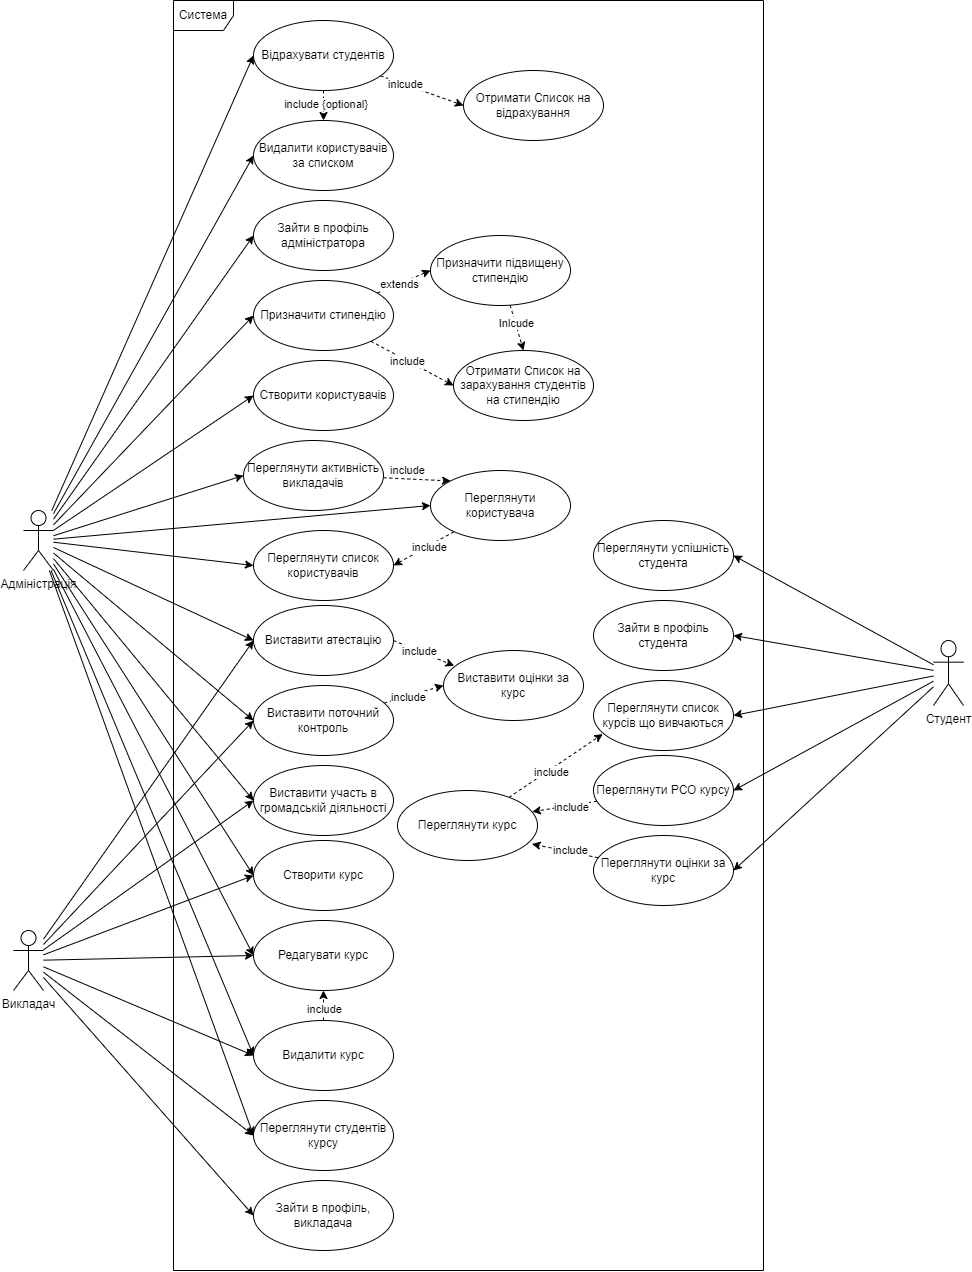 Система
Відрахувати студентів
inlcude
Отримати Список на
відрахування
include {optional}
Видалити користувачів
за списком
Зайти в профіль
адміністратора
Призначити підвищену
стипендію
extends
Призначити стипендію
Inlcude
include
Отримати Список на
зарахування студентів
на стипендію
Створити користувачів
Переглянути активність
викладачів
include
Переглянути
користувача
include
Переглянути список
користувачів
Адміністрація
Переглянути успішність
студента
Виставити атестацію
include
Зайти в профіль
студента
Виставити оцінки за
курс
include
Виставити поточний
контроль
Переглянути список
курсів що вивчаються
Студент
include
Виставити участь в
громадській діяльності
Переглянути РСО курсу
include
Переглянути курс
include
Переглянути оцінки за
курс
Створити курс
Редагувати курс
Викладач
include
Видалити курс
Переглянути студентів
курсу
Зайти в профіль,
викладача